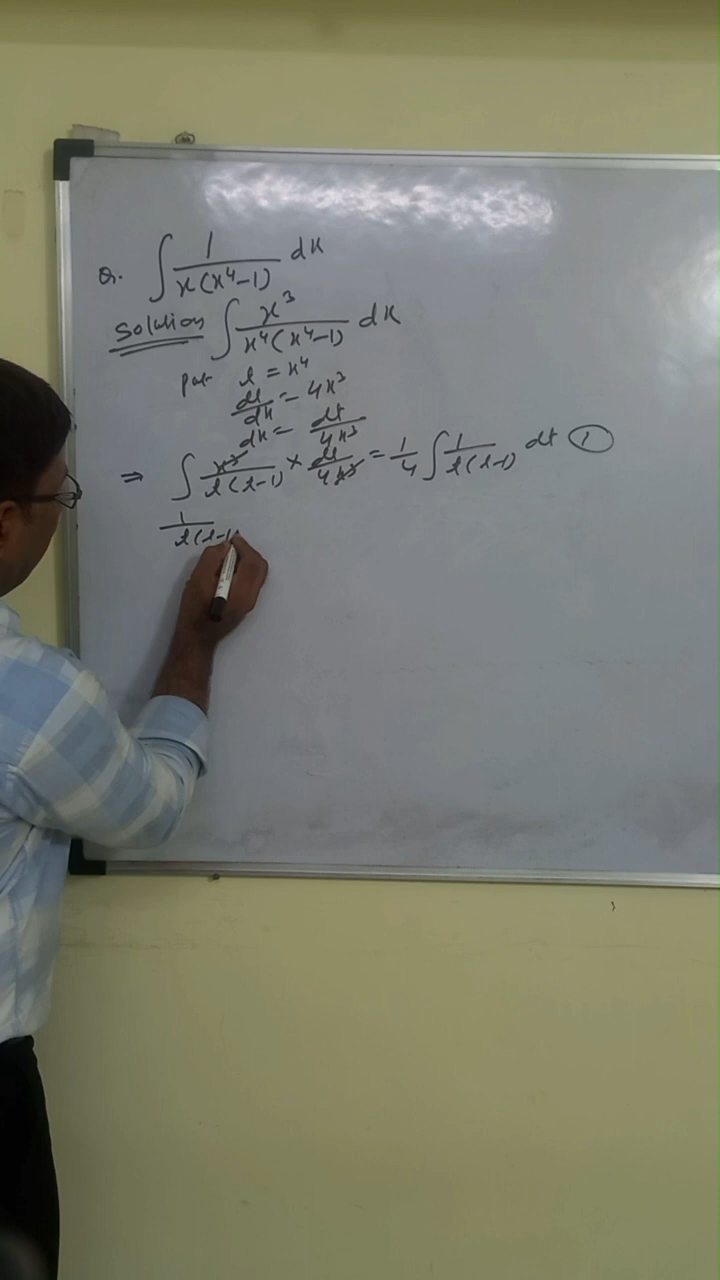 Q. ∫ 1/x(x⁴-1) dx
Solution ∫ x³/x⁴(x⁴-1) dx
put t = x⁴
dt/dx = 4x³
dx = dt/4x³
⇒ ∫ x³/t(t-1) × dt/4x³ = 1/4 ∫ 1/t(t-1) dt ①
1/t(t-1)